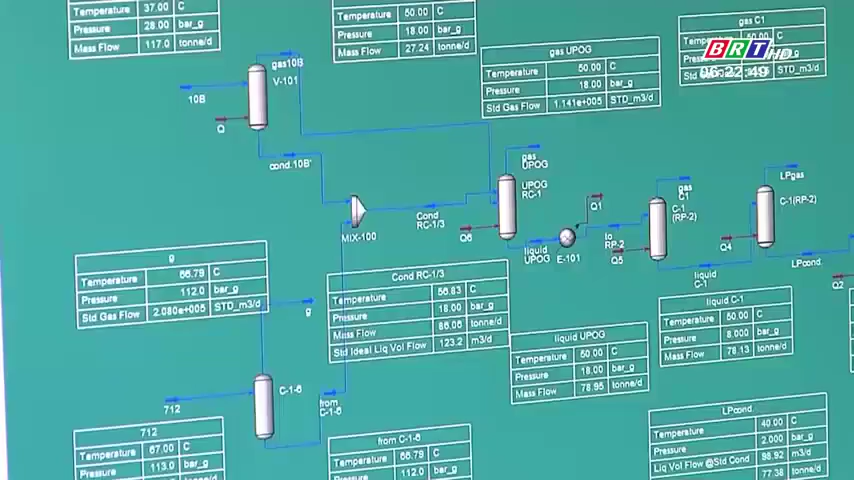 Temperature 37.00 C
Pressure 28.00 bar_g
Mass Flow 117.0 tonne/d
Temperature 50.00 C
Pressure 18.00 bar_g
Mass Flow 27.24 tonne/d
gas UPOG
Temperature 50.00 C
Pressure 18.00 bar_g
Std Gas Flow 1.141e+005 STD_m3/d
gas C1
Temperature 50.00 C
STD_m3/d
BRT HD
06:22:49
gas10B
V-101
10B
Q
cond.10B'
MIX-100
Cond
RC-1/3
gas
UPOG
UPOG
RC-1
Q6
liquid
UPOG
E-101
Q1
to
RP-2
Q5
gas
C1
C-1
(RP-2)
liquid
C-1
Q4
LPgas
C-1(RP-2)
LPcond.
Q2
g
Temperature 66.79 C
Pressure 112.0 bar_g
Std Gas Flow 2.080e+005 STD_m3/d
g
Cond RC-1/3
Temperature 56.83 C
Pressure 18.00 bar_g
Mass Flow 86.06 tonne/d
Std Ideal Liq Vol Flow 123.2 m3/d
liquid UPOG
Temperature 50.00 C
Pressure 18.00 bar_g
Mass Flow 78.95 tonne/d
liquid C-1
Temperature 50.00 C
Pressure 8.000 bar_g
Mass Flow 78.13 tonne/d
C-1-6
712
from
C-1-6
712
Temperature 67.00 C
Pressure 113.0 bar_g
from C-1-6
Temperature 66.79 C
Pressure 112.0 bar_g
LPcond
Temperature 40.00 C
Pressure 2.000 bar_g
Liq Vol Flow @Std Cond 98.92 m3/d
77.38 tonne/d